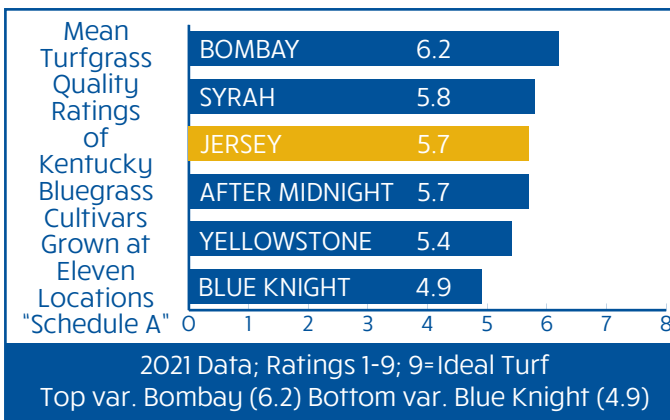 Mean
Turfgrass
Quality
Ratings
of
Kentucky
Bluegrass
Cultivars
Grown at
Eleven
Locations
"Schedule A"
BOMBAY 6.2
SYRAH 5.8
JERSEY 5.7
AFTER MIDNIGHT 5.7
YELLOWSTONE 5.4
BLUE KNIGHT 4.9
0 1 2 3 4 5 6 7 8
2021 Data; Ratings 1-9; 9=Ideal Turf
Top var. Bombay (6.2) Bottom var. Blue Knight (4.9)